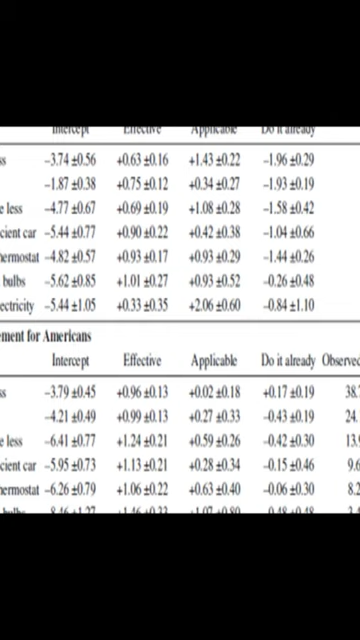 Intercept Effective Applicable Do it already
ss −3.74 ±0.56 +0.63 ±0.16 +1.43 ±0.22 −1.96 ±0.29
−1.87 ±0.38 +0.75 ±0.12 +0.34 ±0.27 −1.93 ±0.19
e less −4.77 ±0.67 +0.69 ±0.19 +1.08 ±0.28 −1.58 ±0.42
cient car −5.44 ±0.77 +0.90 ±0.22 +0.42 ±0.38 −1.04 ±0.66
hermostat −4.82 ±0.57 +0.93 ±0.17 +0.93 ±0.29 −1.44 ±0.26
bulbs −5.62 ±0.85 +1.01 ±0.27 +0.93 ±0.52 −0.26 ±0.48
ectricity −5.44 ±1.05 +0.33 ±0.35 +2.06 ±0.60 −0.84 ±1.10
ement for Americans
Intercept Effective Applicable Do it already Observed
ss −3.79 ±0.45 +0.96 ±0.13 +0.02 ±0.18 +0.17 ±0.19 38.
−4.21 ±0.49 +0.99 ±0.13 +0.27 ±0.33 −0.43 ±0.19 24.
e less −6.41 ±0.77 +1.24 ±0.21 +0.59 ±0.26 −0.42 ±0.30 13.9
cient car −5.95 ±0.73 +1.13 ±0.21 +0.28 ±0.34 −0.15 ±0.46 9.6
hermostat −6.26 ±0.79 +1.06 ±0.22 +0.63 ±0.40 −0.06 ±0.30 8.2